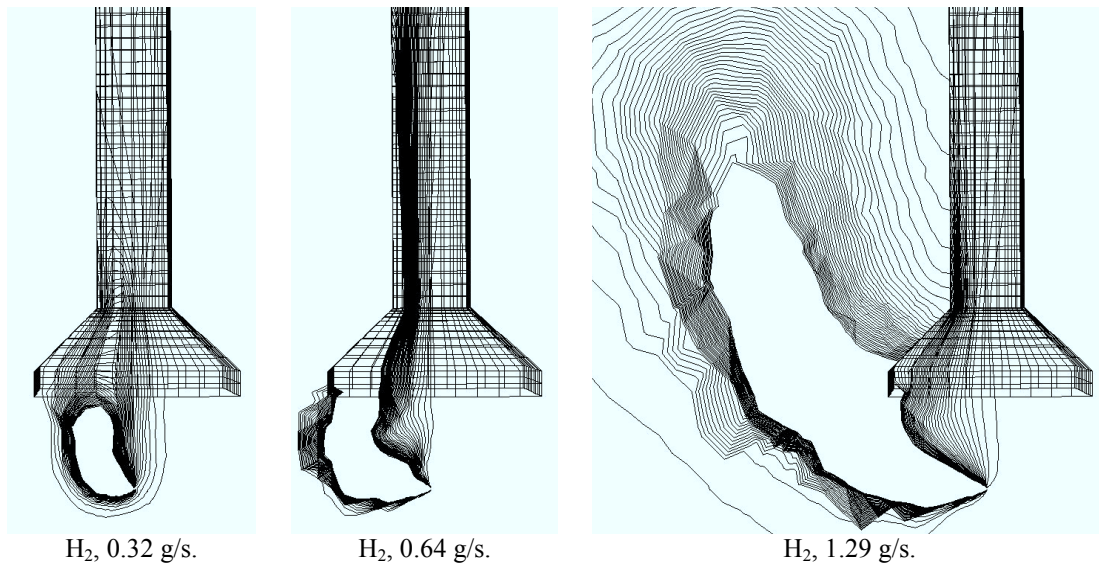 H₂, 0.32 g/s.
H₂, 0.64 g/s.
H₂, 1.29 g/s.